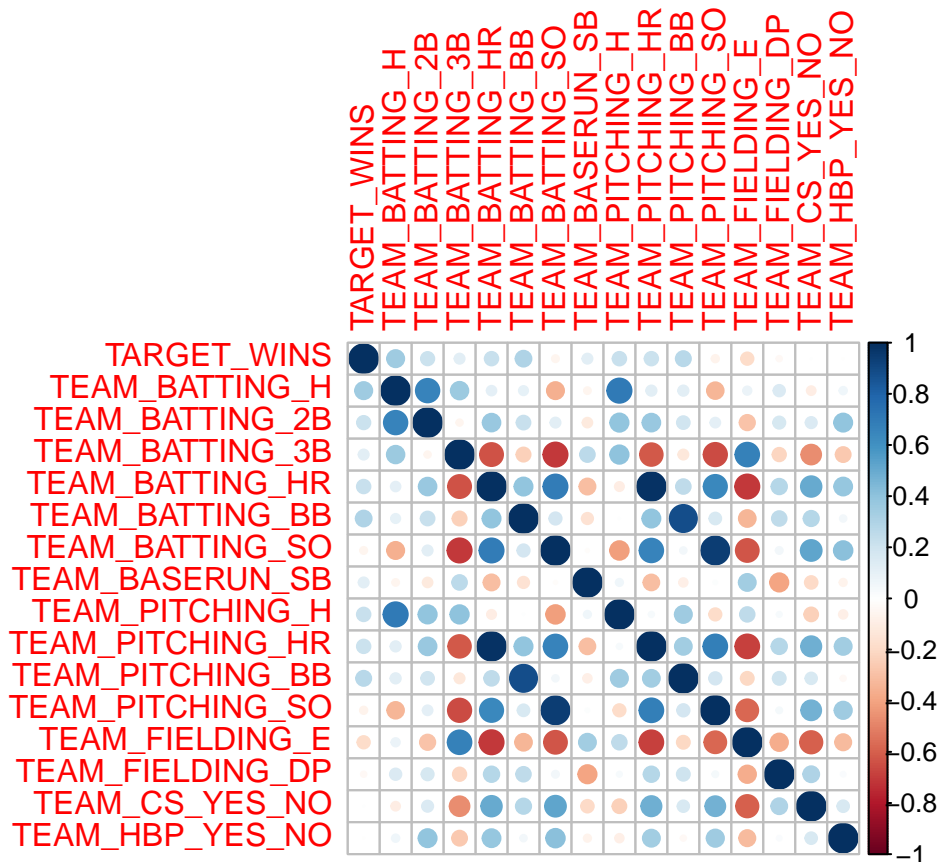 TARGET_WINS
TEAM_BATTING_H
TEAM_BATTING_2B
TEAM_BATTING_3B
TEAM_BATTING_HR
TEAM_BATTING_BB
TEAM_BATTING_SO
TEAM_BASERUN_SB
TEAM_PITCHING_H
TEAM_PITCHING_HR
TEAM_PITCHING_BB
TEAM_PITCHING_SO
TEAM_FIELDING_E
TEAM_FIELDING_DP
TEAM_CS_YES_NO
TEAM_HBP_YES_NO
TARGET_WINS
TEAM_BATTING_H
TEAM_BATTING_2B
TEAM_BATTING_3B
TEAM_BATTING_HR
TEAM_BATTING_BB
TEAM_BATTING_SO
TEAM_BASERUN_SB
TEAM_PITCHING_H
TEAM_PITCHING_HR
TEAM_PITCHING_BB
TEAM_PITCHING_SO
TEAM_FIELDING_E
TEAM_FIELDING_DP
TEAM_CS_YES_NO
TEAM_HBP_YES_NO
1
0.8
0.6
0.4
0.2
0
−0.2
−0.4
−0.6
−0.8
−1